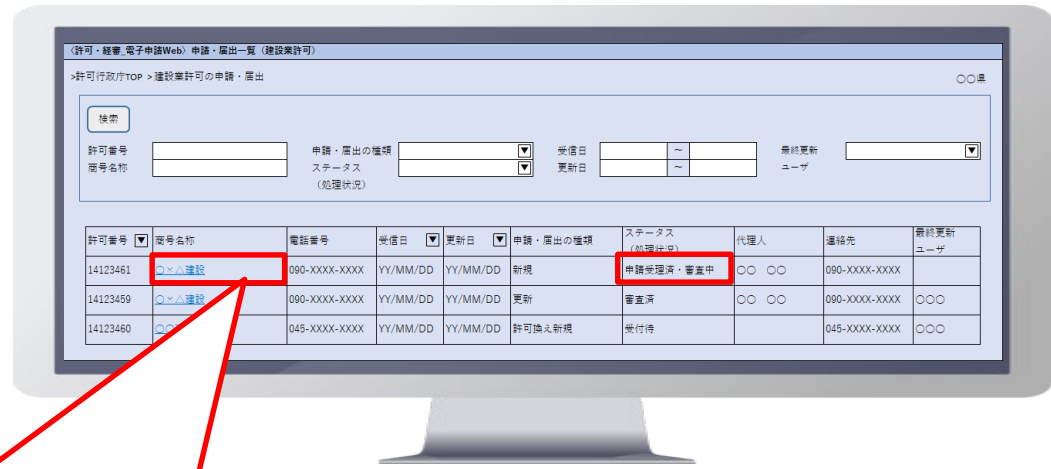 〈許可・経審_電子申請Web〉申請・届出一覧（建設業許可）
>許可行政庁TOP >建設業許可の申請・届出
○○県
検索
許可番号 申請・届出の種類 ▼ 受信日 ～ 最終更新 ▼
商号名称 ステータス ▼ 更新日 ～ ユーザ
（処理状況）
許可番号 ▼ 商号名称 電話番号 受信日 ▼ 更新日 ▼ 申請・届出の種類 ステータス（処理状況） 代理人 連絡先 最終更新ユーザ
14123461 ○×△建設 090-XXXX-XXXX YY/MM/DD YY/MM/DD 新規 申請受理済・審査中 ○○ ○○ 090-XXXX-XXXX
14123459 ○×△建設 090-XXXX-XXXX YY/MM/DD YY/MM/DD 更新 審査済 ○○ ○○ 090-XXXX-XXXX ○○○
14123460 045-XXXX-XXXX YY/MM/DD YY/MM/DD 許可換え新規 受付待 045-XXXX-XXXX ○○○